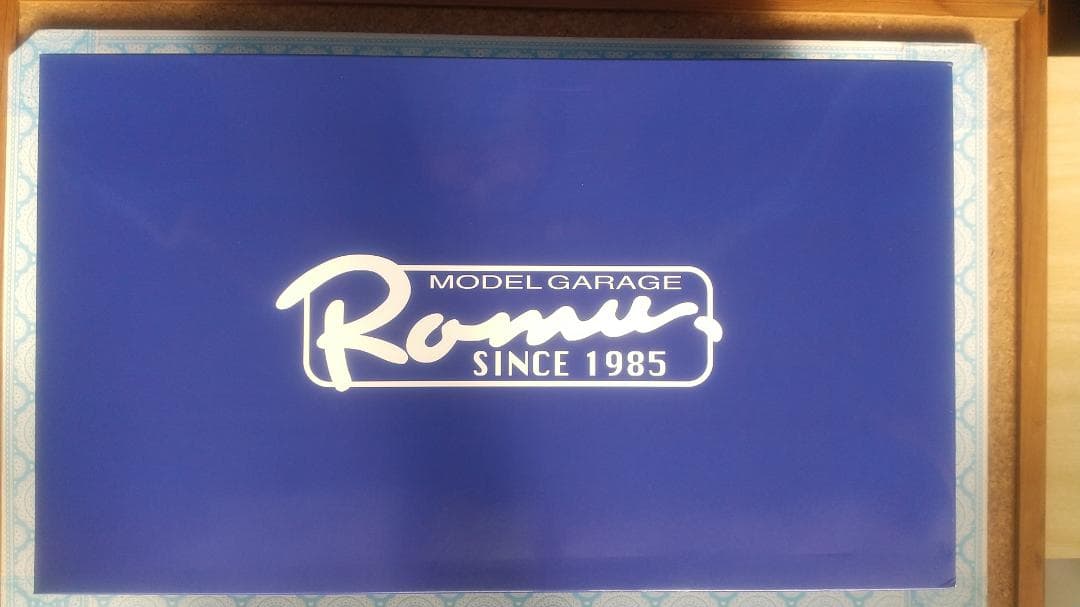 MODEL GARAGE
Romu
SINCE 1985